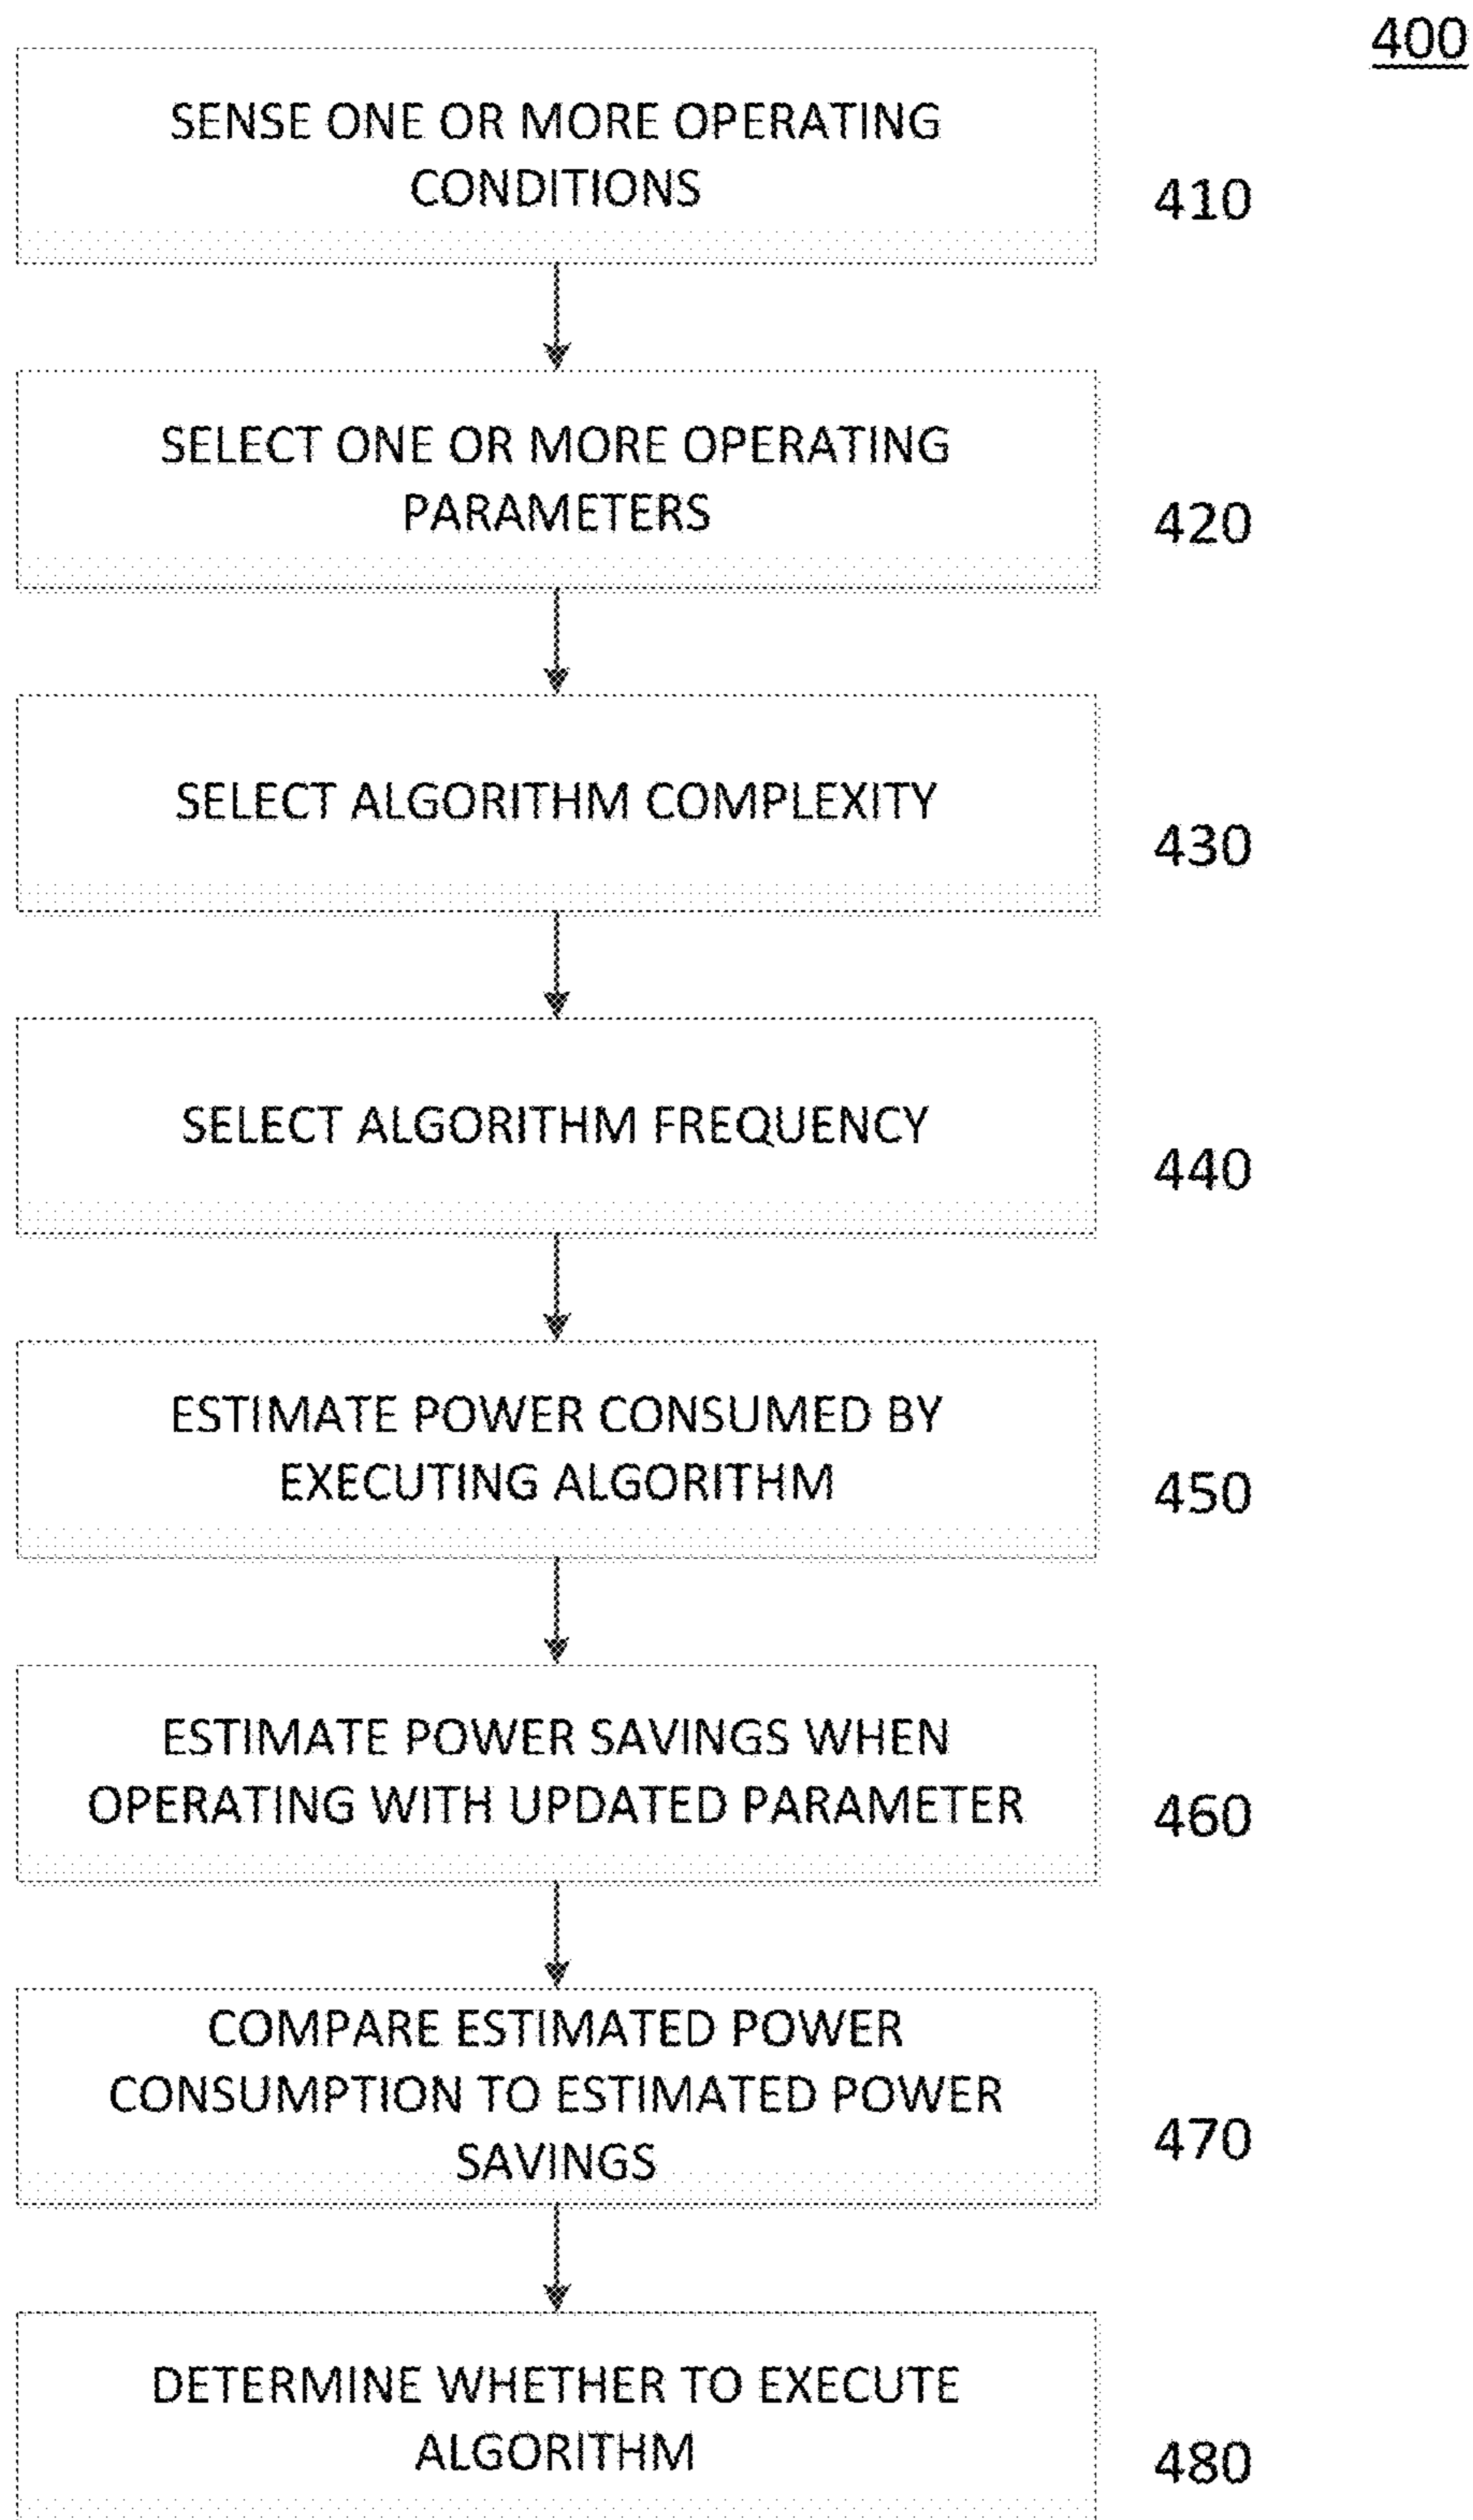 400
SENSE ONE OR MORE OPERATING
CONDITIONS
410
SELECT ONE OR MORE OPERATING
PARAMETERS
420
SELECT ALGORITHM COMPLEXITY
430
SELECT ALGORITHM FREQUENCY
440
ESTIMATE POWER CONSUMED BY
EXECUTING ALGORITHM
450
ESTIMATE POWER SAVINGS WHEN
OPERATING WITH UPDATED PARAMETER
460
COMPARE ESTIMATED POWER
CONSUMPTION TO ESTIMATED POWER
SAVINGS
470
DETERMINE WHETHER TO EXECUTE
ALGORITHM
480